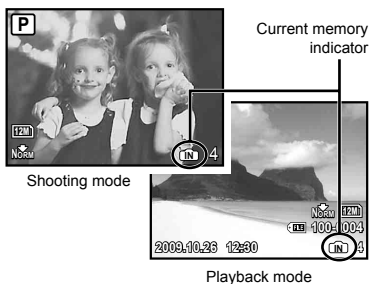 P
Current memory
indicator
12M
NORM
IN 4
Shooting mode
NORM 12M
FILE 100-0004
2009.10.26 12:30 IN 4
Playback mode